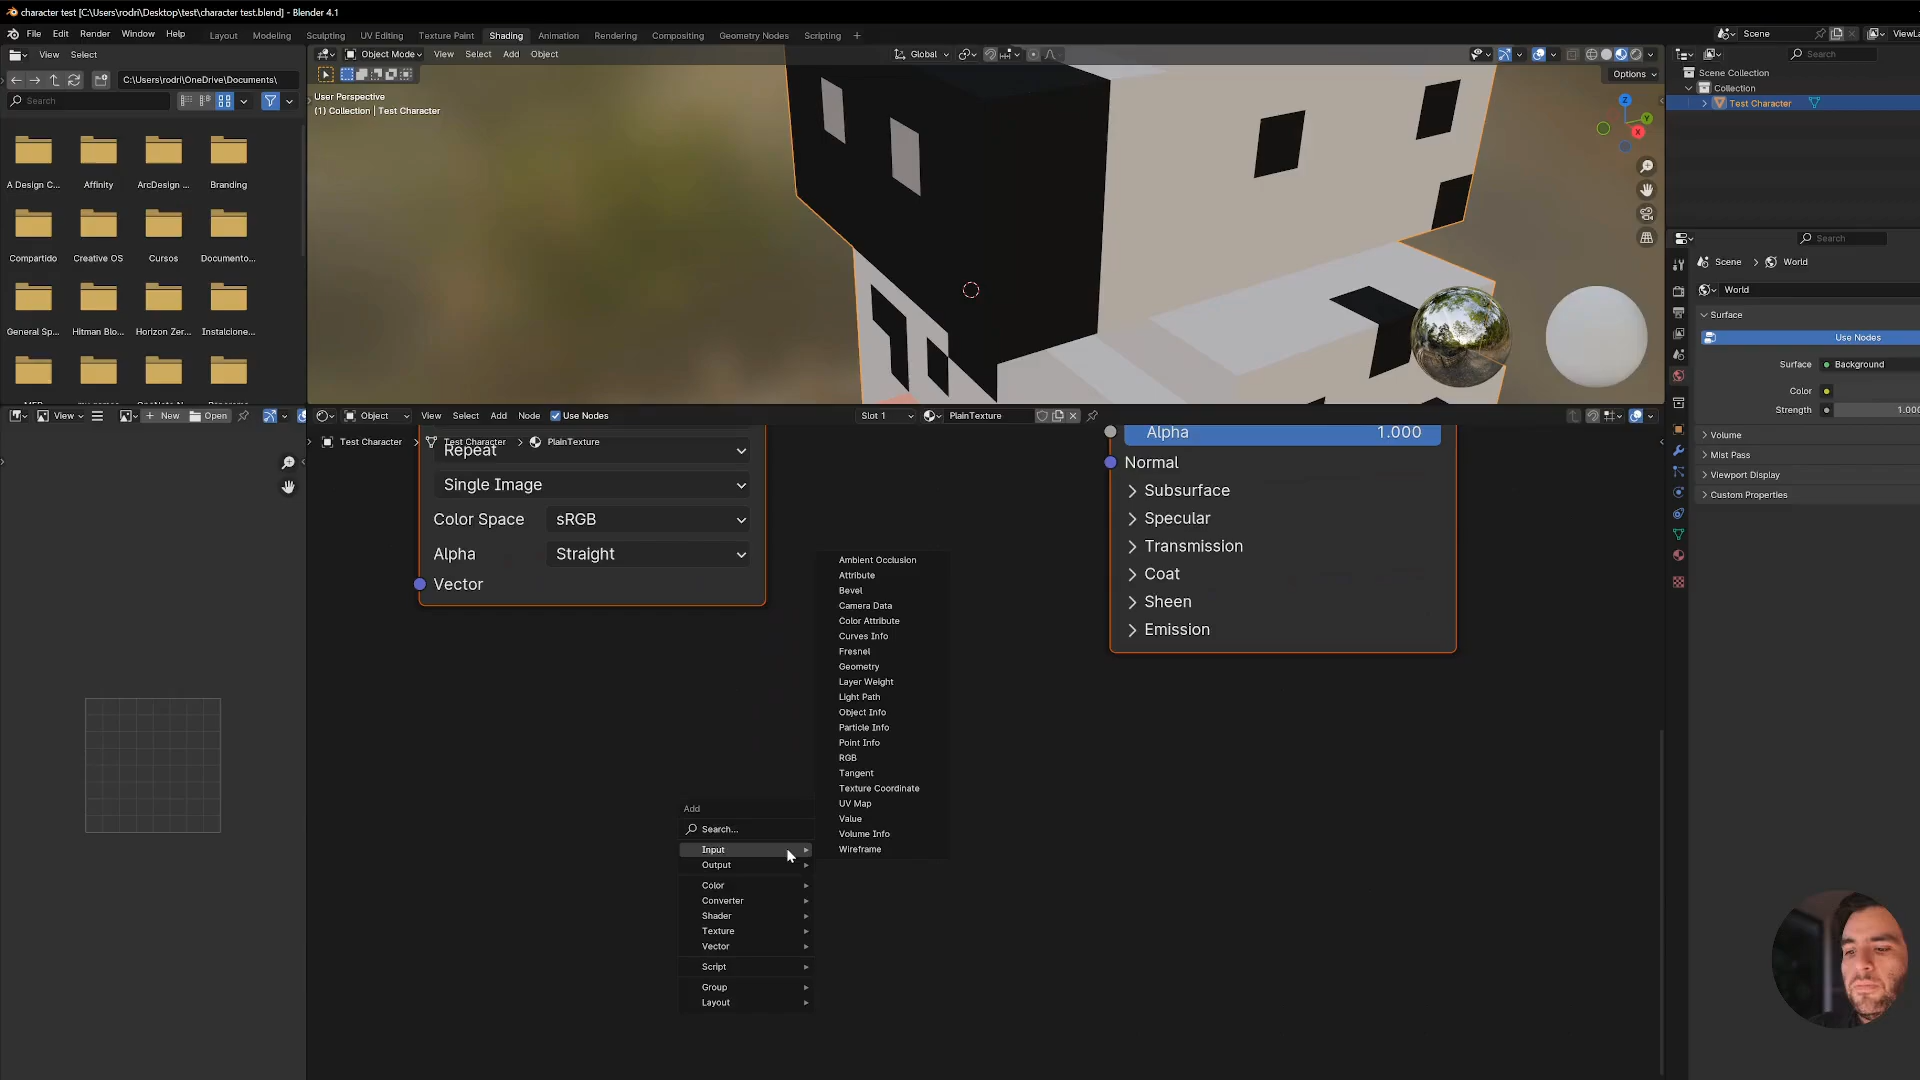 character test [C:\Users\rodri\Desktop\test\character test.blend] - Blender 4.1
File Edit Render Window Help Layout Modeling Sculpting UV Editing Texture Paint Shading Animation Rendering Compositing Geometry Nodes Scripting + Scene
View Select
Object Mode View Select Add Object Global
Search
C:\Users\rodri\OneDrive\Documents\
Options
Search
User Perspective
(1) Collection | Test Character
Z
Y
X
Scene Collection
Collection
Test Character
A Design C... Affinity ArcDesign ... Branding
Compartido Creative OS Cursos Documento...
General Sp... Hitman Blo... Horizon Zer... Instalcione...
Search
Scene > World
World
Surface
Use Nodes
Surface Background
Color
Strength 1.000
Volume
Mist Pass
Viewport Display
Custom Properties
View New Open
Object View Select Add Node Use Nodes Slot 1 PlainTexture
Test Character > Test Character > PlainTexture
Repeat
Single Image
Color Space sRGB
Alpha Straight
Vector
Alpha 1.000
Normal
Subsurface
Specular
Transmission
Coat
Sheen
Emission
Ambient Occlusion
Attribute
Bevel
Camera Data
Color Attribute
Curves Info
Fresnel
Geometry
Layer Weight
Light Path
Object Info
Particle Info
Point Info
RGB
Tangent
Texture Coordinate
UV Map
Value
Volume Info
Wireframe
Add
Search...
Input
Output
Color
Converter
Shader
Texture
Vector
Script
Group
Layout